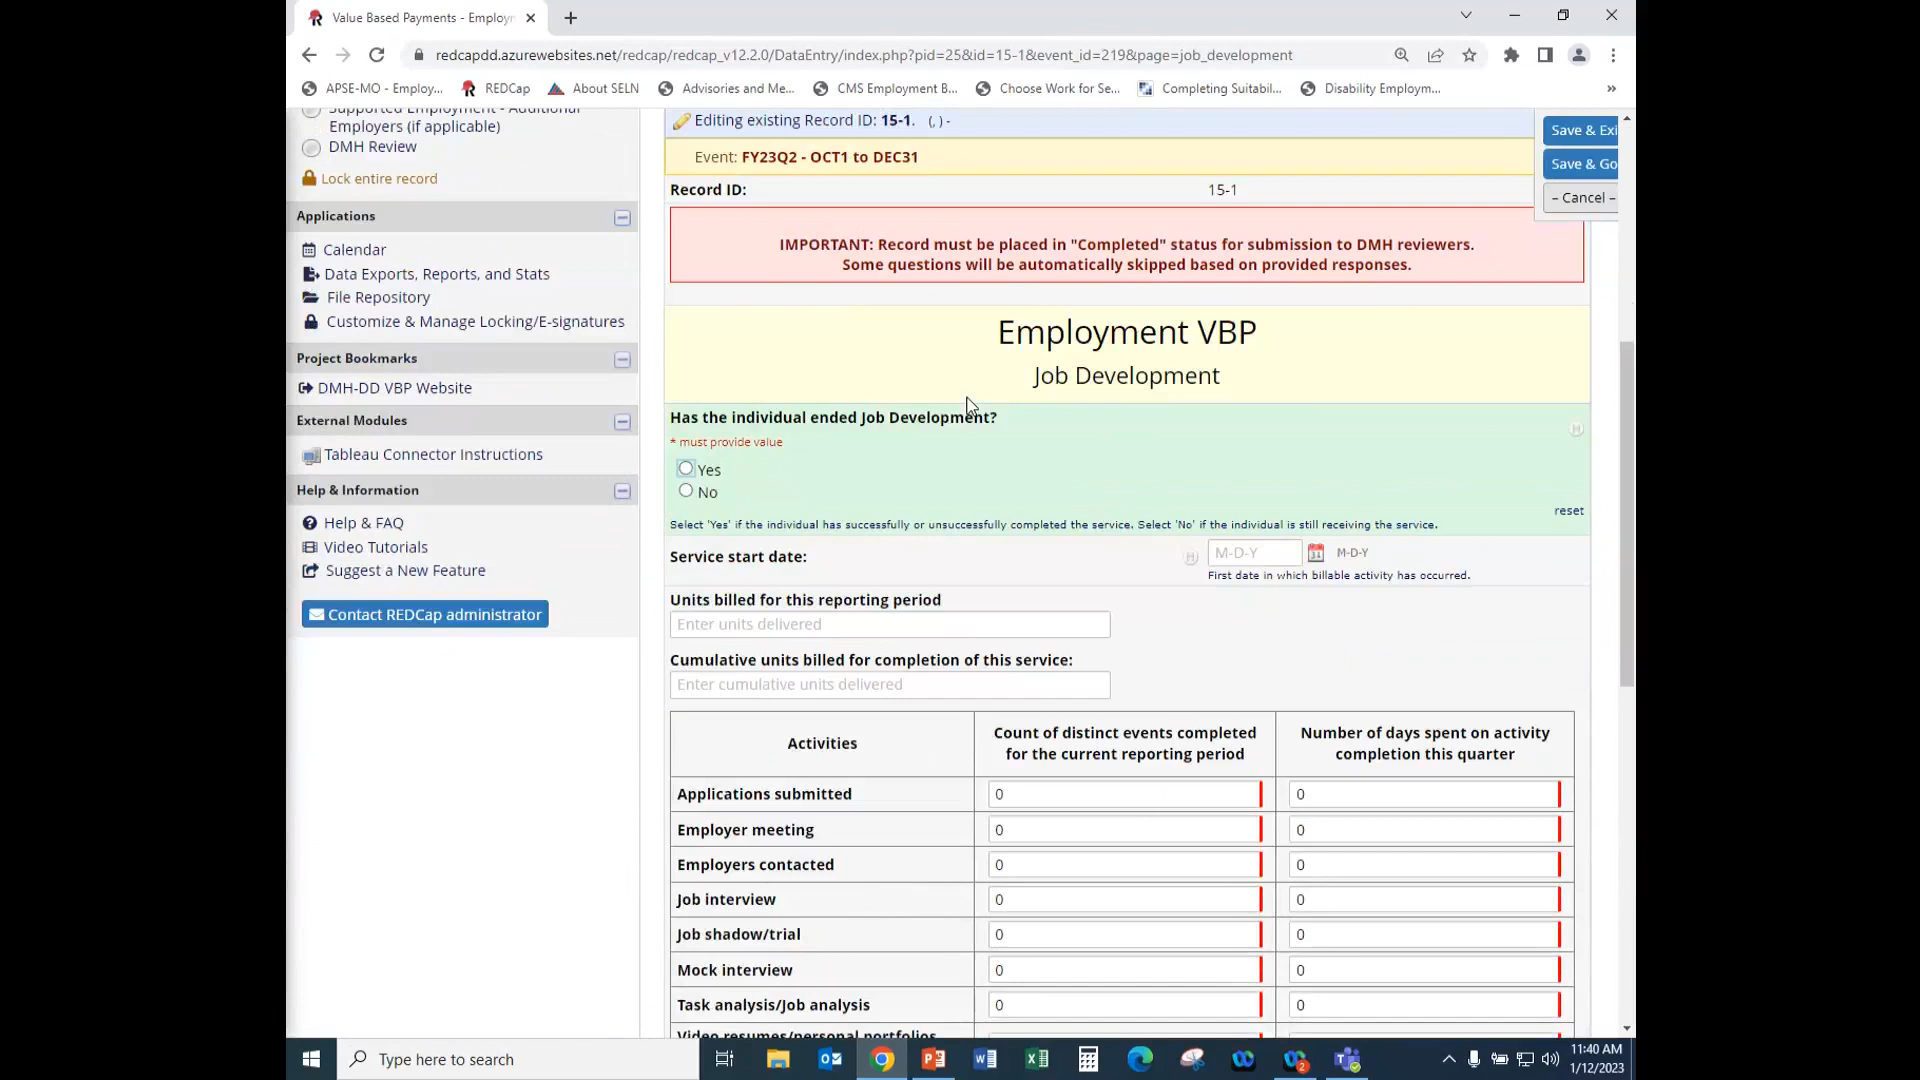 Value Based Payments - Employn
redcapdd.azurewebsites.net/redcap/redcap_v12.2.0/DataEntry/index.php?pid=25&id=15-1&event_id=219&page=job_development
APSE-MO - Employ...
REDCap
About SELN
Advisories and Me...
CMS Employment B...
Choose Work for Se...
Completing Suitabil...
Disability Employm...
»
Supported Employment - Additional
Employers (if applicable)
DMH Review
Lock entire record
Applications
Calendar
Data Exports, Reports, and Stats
File Repository
Customize & Manage Locking/E-signatures
Project Bookmarks
DMH-DD VBP Website
External Modules
Tableau Connector Instructions
Help & Information
Help & FAQ
Video Tutorials
Suggest a New Feature
Contact REDCap administrator
Editing existing Record ID: 15-1. (, ) -
Save & Exi
Save & Go
– Cancel –
Event: FY23Q2 - OCT1 to DEC31
Record ID: 15-1
IMPORTANT: Record must be placed in "Completed" status for submission to DMH reviewers.
Some questions will be automatically skipped based on provided responses.
Employment VBP
Job Development
Has the individual ended Job Development?
* must provide value
Yes
No
reset
Select 'Yes' if the individual has successfully or unsuccessfully completed the service. Select 'No' if the individual is still receiving the service.
Service start date: H M-D-Y 31 M-D-Y
First date in which billable activity has occurred.
Units billed for this reporting period
Enter units delivered
Cumulative units billed for completion of this service:
Enter cumulative units delivered
Activities
Count of distinct events completed
for the current reporting period
Number of days spent on activity
completion this quarter
Applications submitted 0 0
Employer meeting 0 0
Employers contacted 0 0
Job interview 0 0
Job shadow/trial 0 0
Mock interview 0 0
Task analysis/Job analysis 0 0
Video resumes/personal portfolios
Type here to search
11:40 AM
1/12/2023